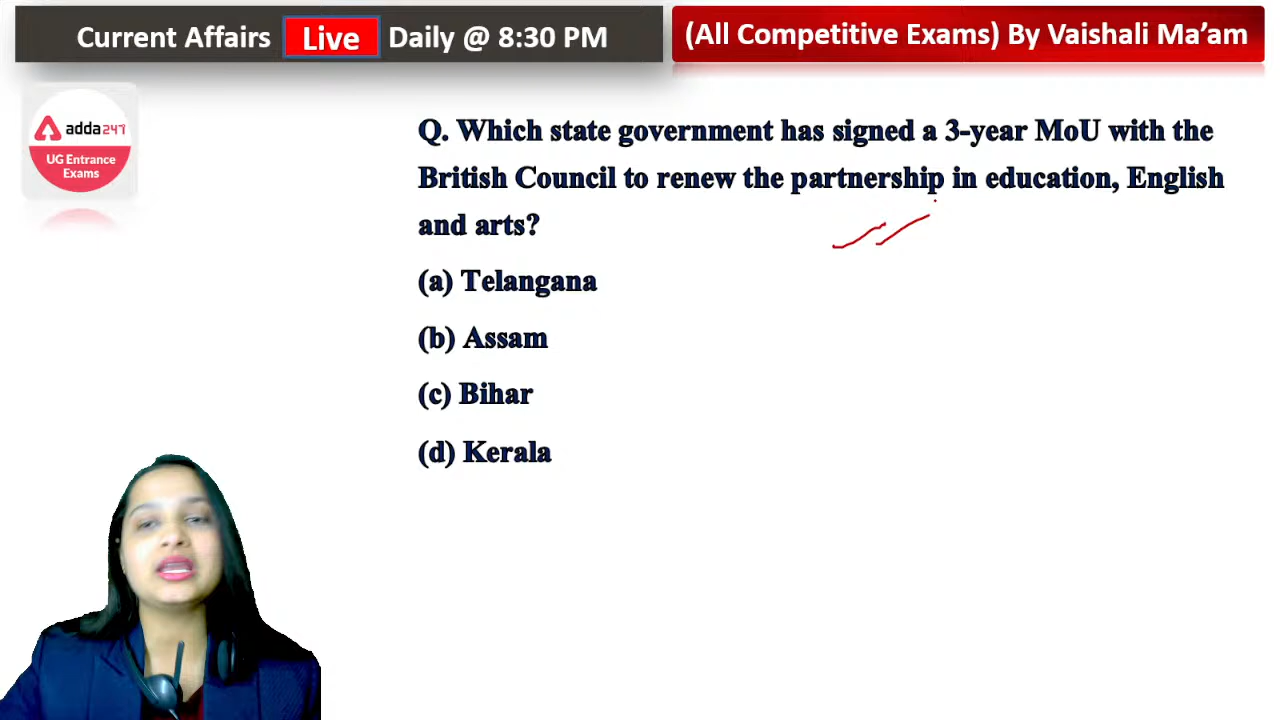 Current Affairs Live Daily @ 8:30 PM
(All Competitive Exams) By Vaishali Ma’am
adda247
UG Entrance
Exams
Q. Which state government has signed a 3-year MoU with the
British Council to renew the partnership in education, English
and arts?
(a) Telangana
(b) Assam
(c) Bihar
(d) Kerala